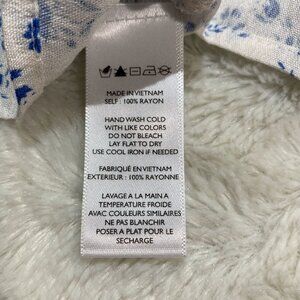 MADE IN VIETNAM
SELF : 100% RAYON
HAND WASH COLD
WITH LIKE COLORS
DO NOT BLEACH
LAY FLAT TO DRY
USE COOL IRON IF NEEDED
FABRIQUÉ EN VIETNAM
EXTERIEUR : 100% RAYONNE
LAVAGE A LA MAIN A
TEMPERATURE FROIDE
AVEC COULEURS SIMILAIRES
NE PAS BLANCHIR
POSER A PLAT POUR LE
SECHARGE